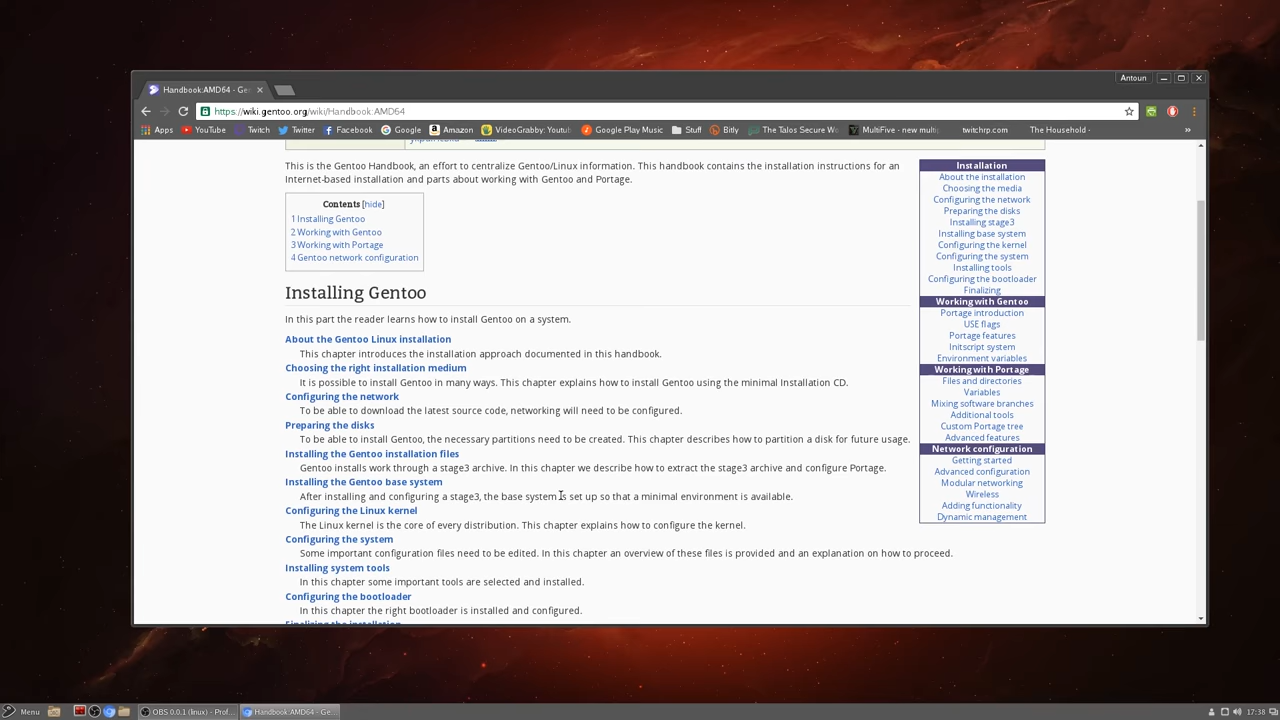 Antoun
Handbook:AMD64 - Ge
https://wiki.gentoo.org/wiki/Handbook:AMD64
Apps YouTube Twitch Twitter Facebook Google Amazon VideoGrabby: Youtu Google Play Music Stuff Bitly The Talos Secure Wo MultiFive - new multi twitchrp.com The Household - »
This is the Gentoo Handbook, an effort to centralize Gentoo/Linux information. This handbook contains the installation instructions for an
Internet-based installation and parts about working with Gentoo and Portage.
Contents [hide]
1 Installing Gentoo
2 Working with Gentoo
3 Working with Portage
4 Gentoo network configuration
Installing Gentoo
In this part the reader learns how to install Gentoo on a system.
About the Gentoo Linux installation
This chapter introduces the installation approach documented in this handbook.
Choosing the right installation medium
It is possible to install Gentoo in many ways. This chapter explains how to install Gentoo using the minimal Installation CD.
Configuring the network
To be able to download the latest source code, networking will need to be configured.
Preparing the disks
To be able to install Gentoo, the necessary partitions need to be created. This chapter describes how to partition a disk for future usage.
Installing the Gentoo installation files
Gentoo installs work through a stage3 archive. In this chapter we describe how to extract the stage3 archive and configure Portage.
Installing the Gentoo base system
After installing and configuring a stage3, the base system is set up so that a minimal environment is available.
Configuring the Linux kernel
The Linux kernel is the core of every distribution. This chapter explains how to configure the kernel.
Configuring the system
Some important configuration files need to be edited. In this chapter an overview of these files is provided and an explanation on how to proceed.
Installing system tools
In this chapter some important tools are selected and installed.
Configuring the bootloader
In this chapter the right bootloader is installed and configured.
Finalizing the installation
Installation
About the installation
Choosing the media
Configuring the network
Preparing the disks
Installing stage3
Installing base system
Configuring the kernel
Configuring the system
Installing tools
Configuring the bootloader
Finalizing
Working with Gentoo
Portage introduction
USE flags
Portage features
Initscript system
Environment variables
Working with Portage
Files and directories
Variables
Mixing software branches
Additional tools
Custom Portage tree
Advanced features
Network configuration
Getting started
Advanced configuration
Modular networking
Wireless
Adding functionality
Dynamic management
Menu OBS 0.0.1 (linux) - Prof... Handbook:AMD64 - Ge... 17:38